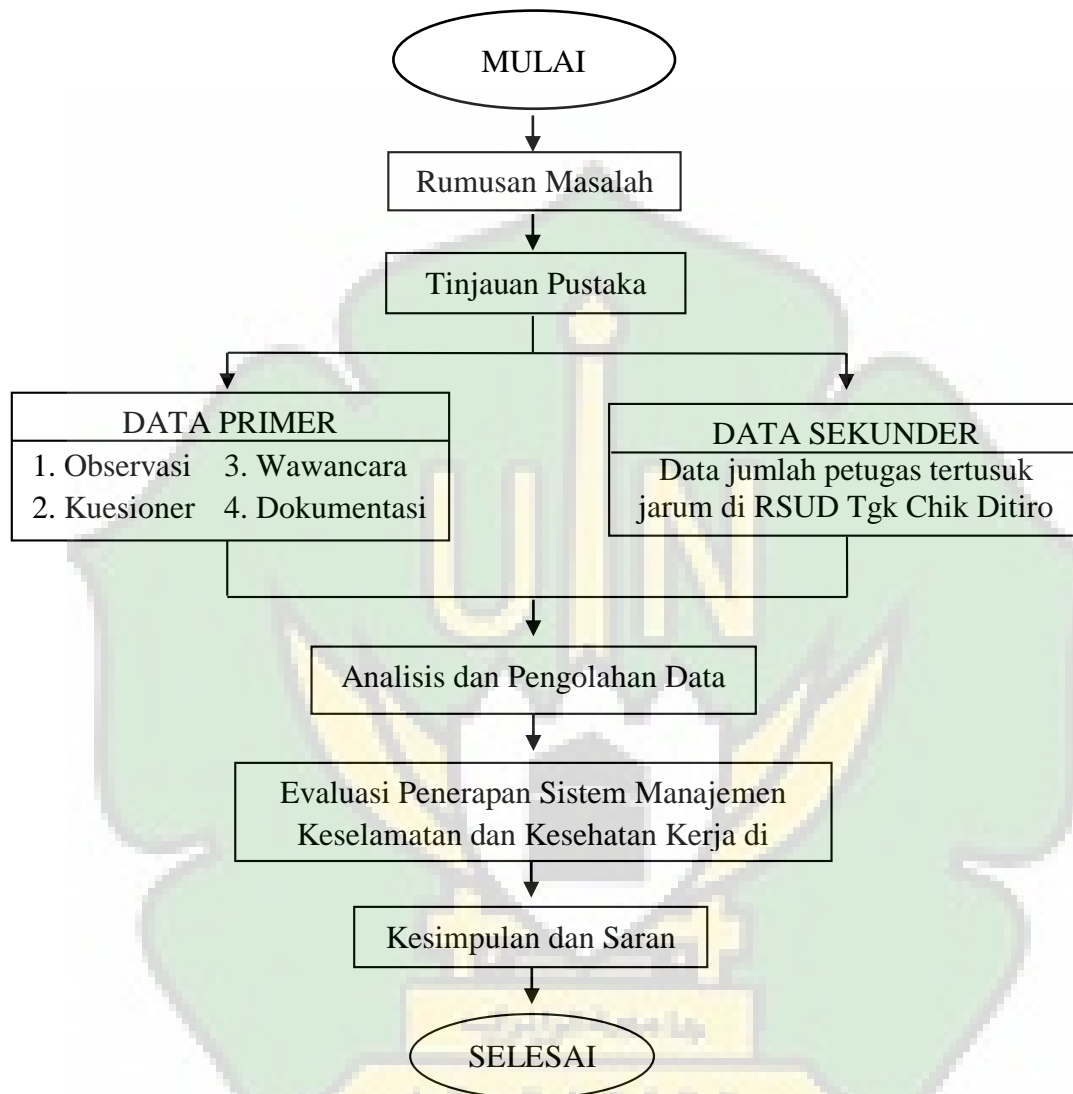 MULAI
Rumusan Masalah
Tinjauan Pustaka
DATA PRIMER
1. Observasi 3. Wawancara
2. Kuesioner 4. Dokumentasi
DATA SEKUNDER
Data jumlah petugas tertusuk
jarum di RSUD Tgk Chik Ditiro
UIN
Analisis dan Pengolahan Data
Evaluasi Penerapan Sistem Manajemen
Keselamatan dan Kesehatan Kerja di
Kesimpulan dan Saran
SELESAI